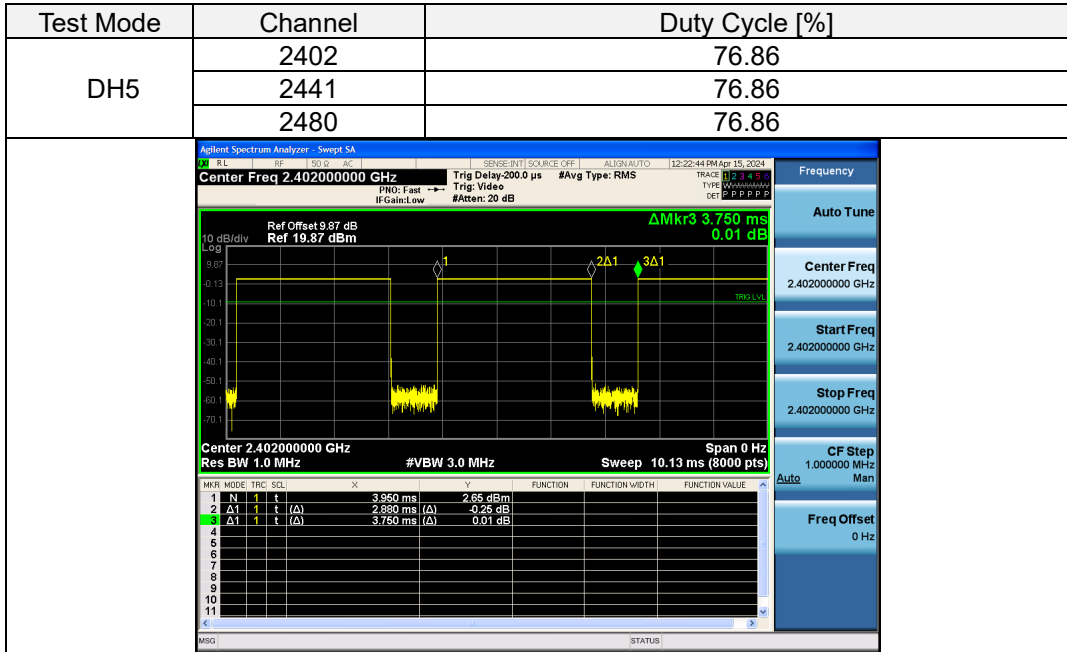 Test Mode Channel Duty Cycle [%]
DH5
2402 76.86
2441 76.86
2480 76.86
Agilent Spectrum Analyzer - Swept SA
LXI RL RF 50 Ω AC SENSE:INT SOURCE OFF ALIGNAUTO 12:22:44 PM Apr 15, 2024
Center Freq 2.402000000 GHz
PNO: Fast
IFGain:Low
Trig Delay-200.0 µs
Trig: Video
#Atten: 20 dB
#Avg Type: RMS
TRACE 1 2 3 4 5 6
TYPE
DET P P P P P P
Ref Offset 9.87 dB
10 dB/div Ref 19.87 dBm
Log
ΔMkr3 3.750 ms
0.01 dB
1 2Δ1 3Δ1
9.87
-0.13
-10.1
TRIG LVL
-20.1
-30.1
-40.1
-50.1
-60.1
-70.1
Center 2.402000000 GHz Span 0 Hz
Res BW 1.0 MHz #VBW 3.0 MHz Sweep 10.13 ms (8000 pts)
MKR MODE TRC SCL X Y FUNCTION FUNCTION WIDTH FUNCTION VALUE
1 N 1 t 3.950 ms 2.65 dBm
2 Δ1 1 t (Δ) 2.880 ms (Δ) -0.25 dB
3 Δ1 1 t (Δ) 3.750 ms (Δ) 0.01 dB
4
5
6
7
8
9
10
11
MSG STATUS
Frequency
Auto Tune
Center Freq
2.402000000 GHz
Start Freq
2.402000000 GHz
Stop Freq
2.402000000 GHz
CF Step
1.000000 MHz
Auto Man
Freq Offset
0 Hz